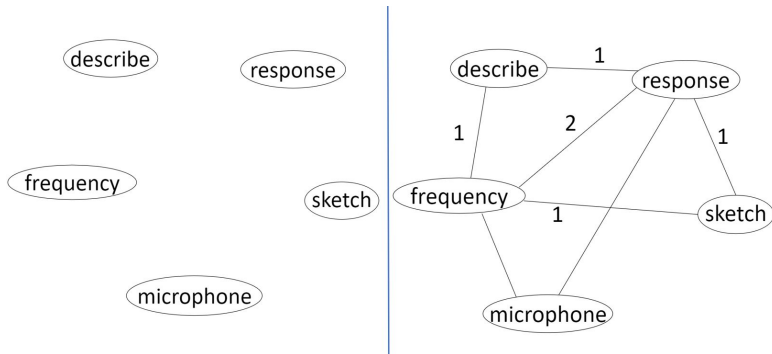 describe
response
frequency
sketch
microphone
describe
1
response
1
2
1
frequency
1
sketch
microphone